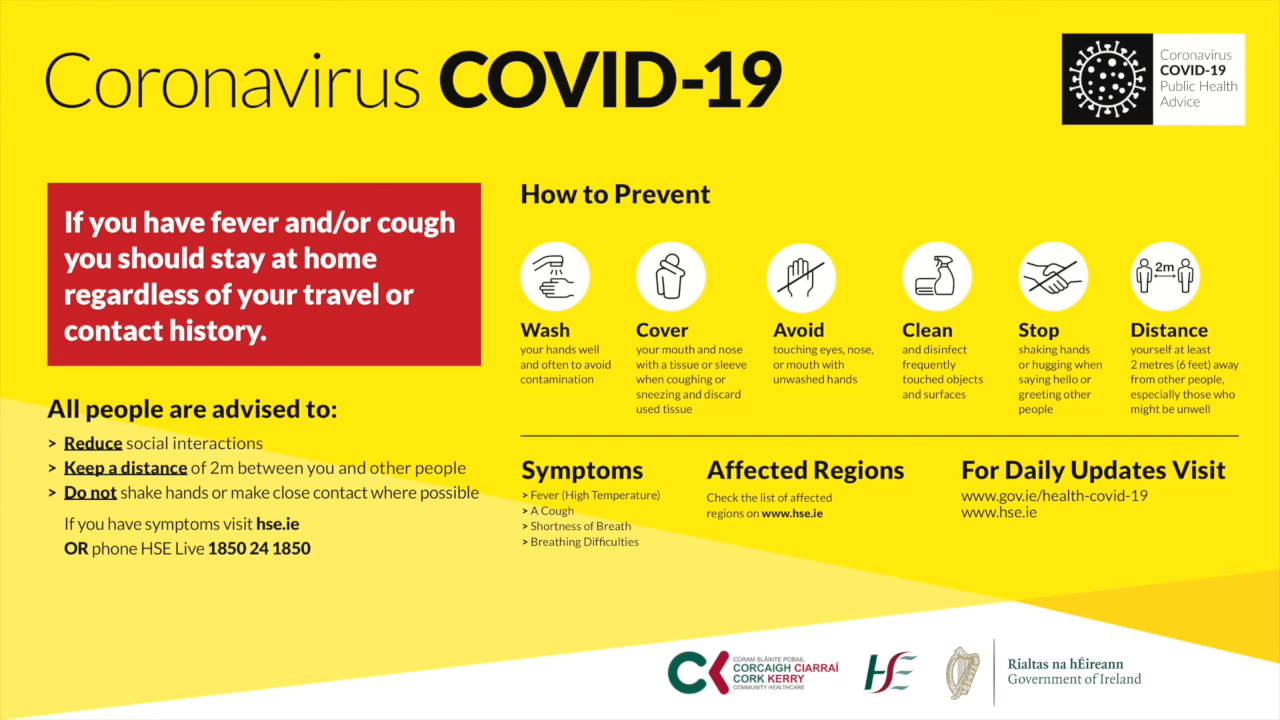 Coronavirus COVID-19
Coronavirus
COVID-19
Public Health
Advice
If you have fever and/or cough
you should stay at home
regardless of your travel or
contact history.
All people are advised to:
> Reduce social interactions
> Keep a distance of 2m between you and other people
> Do not shake hands or make close contact where possible
If you have symptoms visit hse.ie
OR phone HSE Live 1850 24 1850
How to Prevent
Wash
your hands well
and often to avoid
contamination
Cover
your mouth and nose
with a tissue or sleeve
when coughing or
sneezing and discard
used tissue
Avoid
touching eyes, nose,
or mouth with
unwashed hands
Clean
and disinfect
frequently
touched objects
and surfaces
Stop
shaking hands
or hugging when
saying hello or
greeting other
people
2m
Distance
yourself at least
2 metres (6 feet) away
from other people,
especially those who
might be unwell
Symptoms
> Fever (High Temperature)
> A Cough
> Shortness of Breath
> Breathing Difficulties
Affected Regions
Check the list of affected
regions on www.hse.ie
For Daily Updates Visit
www.gov.ie/health-covid-19
www.hse.ie
CK
CÚRAM SLÁINTE POBAIL
CORCAIGH CIARRAÍ
CORK KERRY
COMMUNITY HEALTHCARE
HSE
Rialtas na hÉireann
Government of Ireland